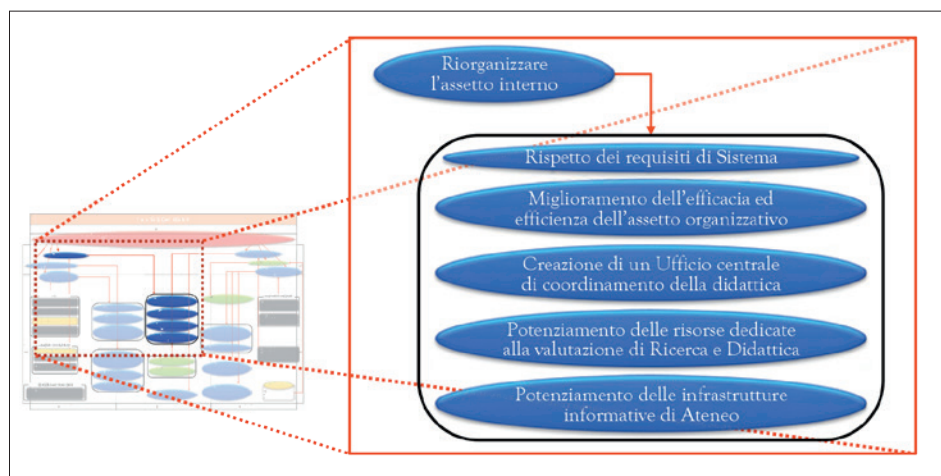 Riorganizzare
l'assetto interno
Rispetto dei requisiti di Sistema
Miglioramento dell'efficacia ed
efficienza dell'assetto organizzativo
Creazione di un Ufficio centrale
di coordinamento della didattica
Potenziamento delle risorse dedicate
alla valutazione di Ricerca e Didattica
Potenziamento delle infrastrutture
informative di Ateneo